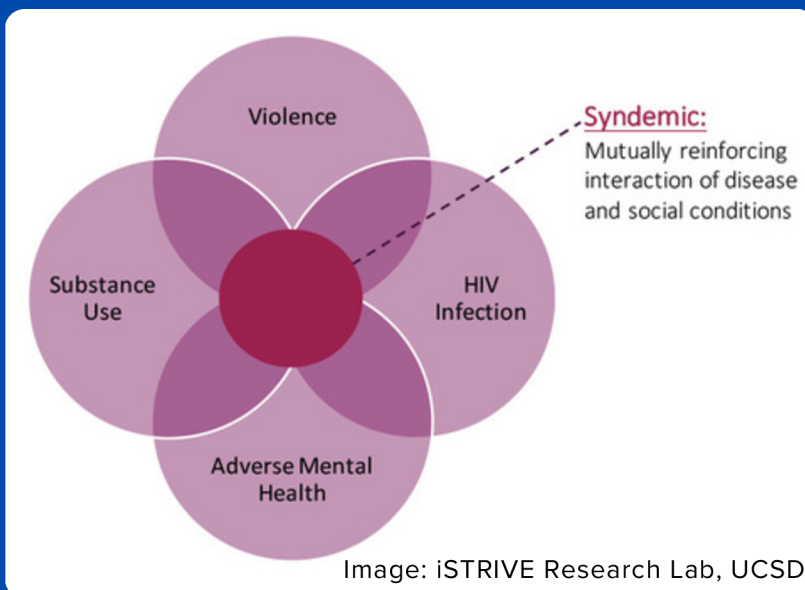 Violence
Syndemic:
Mutually reinforcing
interaction of disease
and social conditions
Substance
Use
HIV
Infection
Adverse Mental
Health
Image: iSTRIVE Research Lab, UCSD